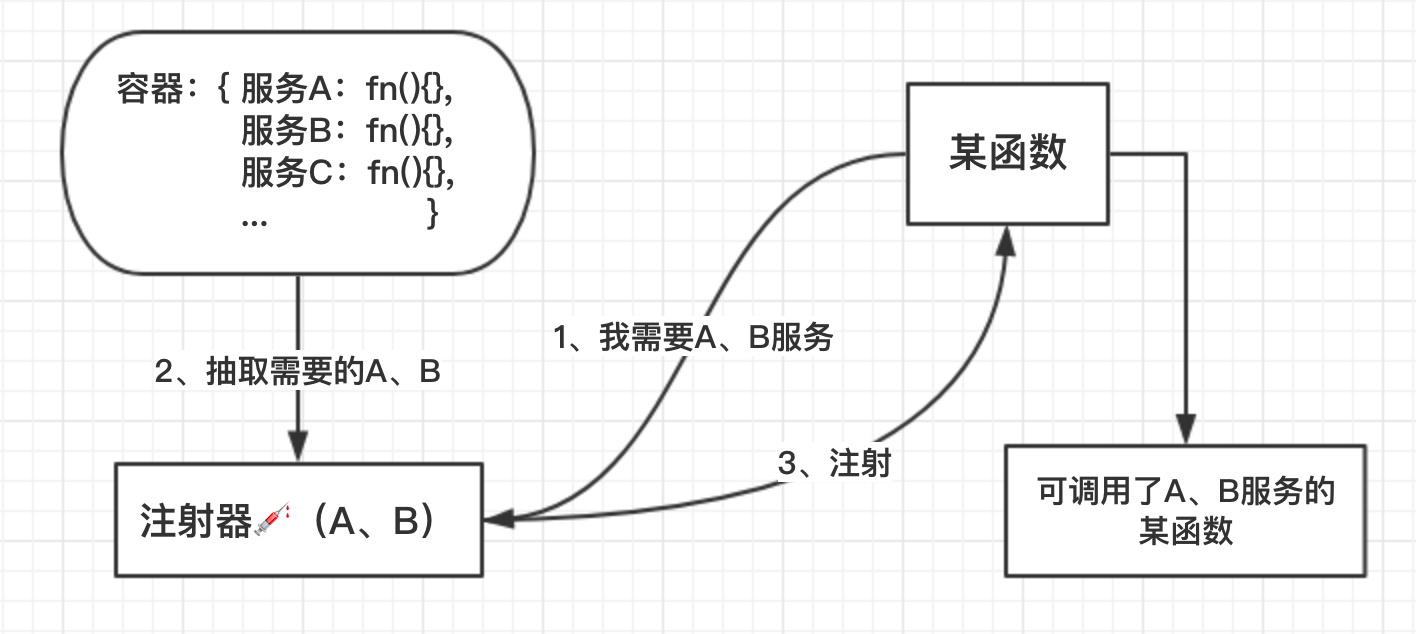 容器：{ 服务A：fn(){},
服务B：fn(){},
服务C：fn(){},
... }
某函数
1、我需要A、B服务
2、抽取需要的A、B
3、注射
注射器💉（A、B）
可调用了A、B服务的
某函数